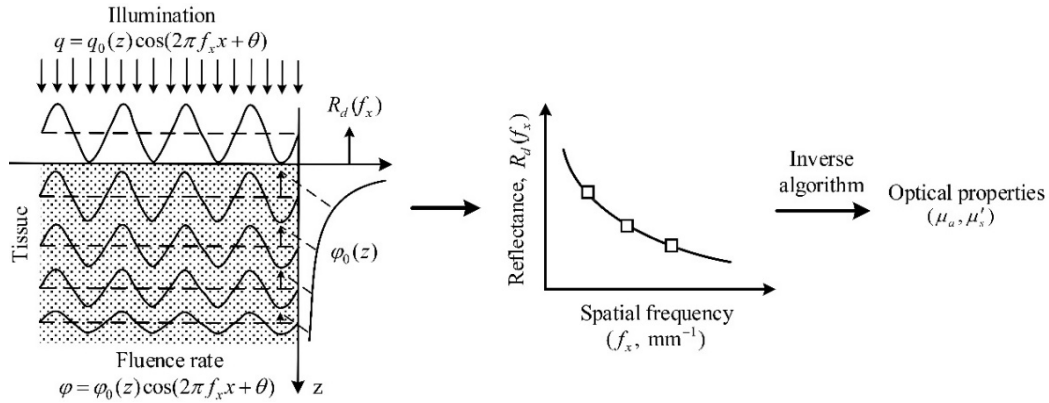 Illumination
q = q₀(z)cos(2πfₓx + θ)
R_d(fₓ)
Tissuc
φ₀(z)
Fluence rate
φ = φ₀(z)cos(2πfₓx + θ)
z
Reflectance, R_d(fₓ)
Spatial frequency
(fₓ, mm⁻¹)
Inverse
algorithm
Optical properties
(μₐ, μ′ₛ)